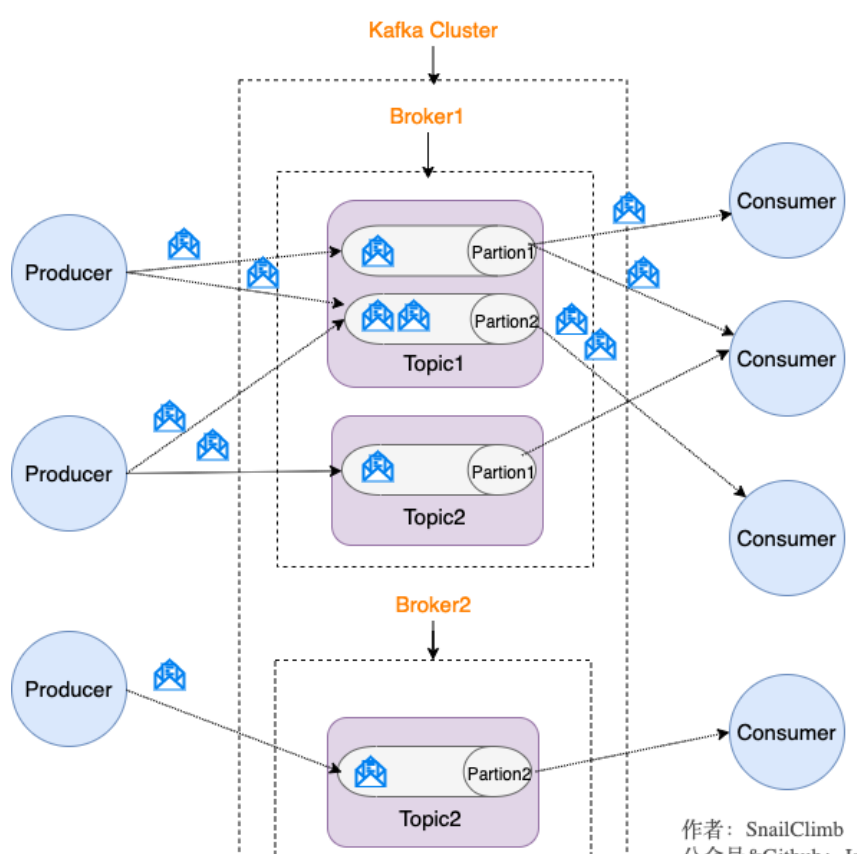 Kafka Cluster
Broker1
Consumer
Producer
Partion1
Partion2
Topic1
Consumer
Producer
Partion1
Topic2
Consumer
Broker2
Producer
Consumer
Partion2
Topic2
作者：SnailClimb